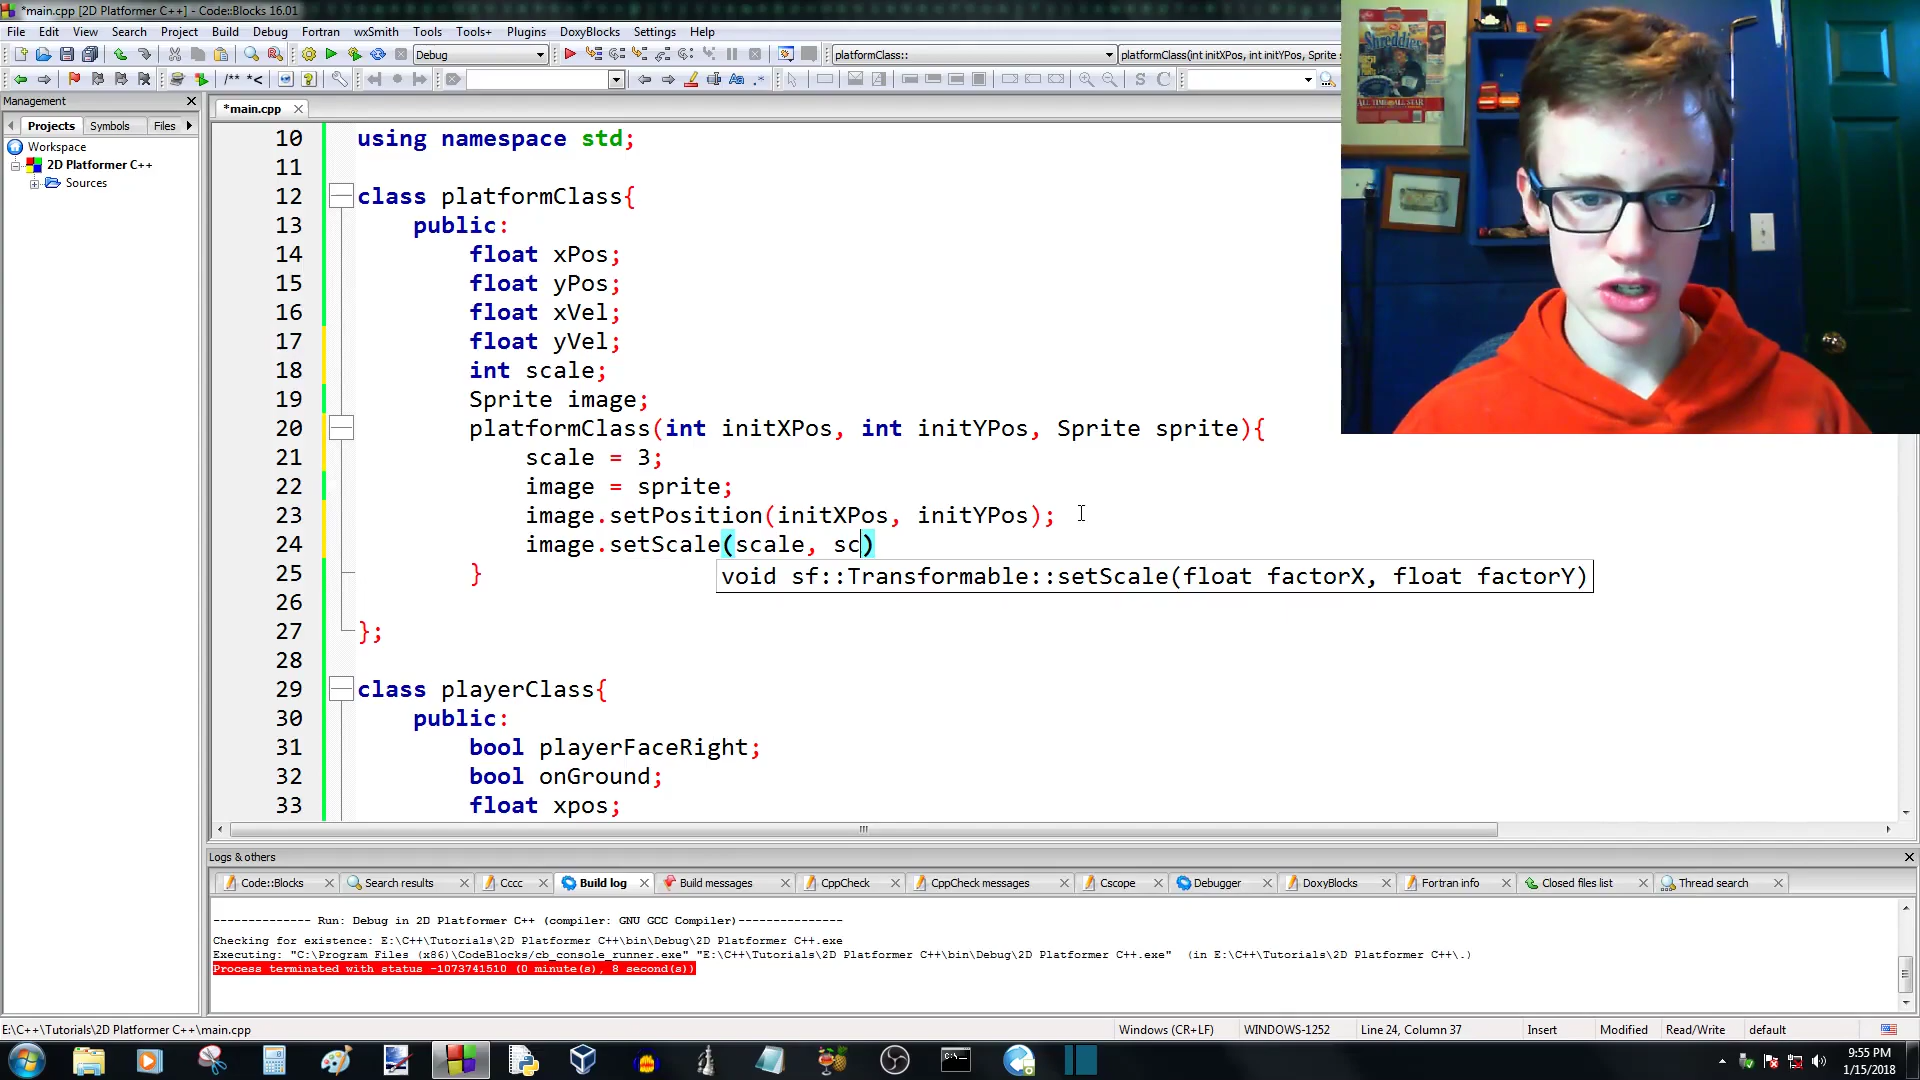 *main.cpp [2D Platformer C++] - Code::Blocks 16.01
File Edit View Search Project Build Debug Fortran wxSmith Tools Tools+ Plugins DoxyBlocks Settings Help
Debug
platformClass::
platformClass(int initXPos, int initYPos, Sprite s
/** *<
Management
*main.cpp
Projects Symbols Files
Workspace
2D Platformer C++
Sources
10 using namespace std;
11
12 class platformClass{
13 public:
14 float xPos;
15 float yPos;
16 float xVel;
17 float yVel;
18 int scale;
19 Sprite image;
20 platformClass(int initXPos, int initYPos, Sprite sprite){
21 scale = 3;
22 image = sprite;
23 image.setPosition(initXPos, initYPos);
24 image.setScale(scale, sc)
void sf::Transformable::setScale(float factorX, float factorY)
25 }
26
27 };
28
29 class playerClass{
30 public:
31 bool playerFaceRight;
32 bool onGround;
33 float xpos;
Shreddies
ALL TIME ALL STAR
Logs & others
Code::Blocks Search results Cccc Build log Build messages CppCheck CppCheck messages Cscope Debugger DoxyBlocks Fortran info Closed files list Thread search
-------------- Run: Debug in 2D Platformer C++ (compiler: GNU GCC Compiler)---------------
Checking for existence: E:\C++\Tutorials\2D Platformer C++\bin\Debug\2D Platformer C++.exe
Executing: "C:\Program Files (x86)\CodeBlocks/cb_console_runner.exe" "E:\C++\Tutorials\2D Platformer C++\bin\Debug\2D Platformer C++.exe" (in E:\C++\Tutorials\2D Platformer C++\.)
Process terminated with status -1073741510 (0 minute(s), 8 second(s))
E:\C++\Tutorials\2D Platformer C++\main.cpp
Windows (CR+LF) WINDOWS-1252 Line 24, Column 37 Insert Modified Read/Write default
9:55 PM
1/15/2018